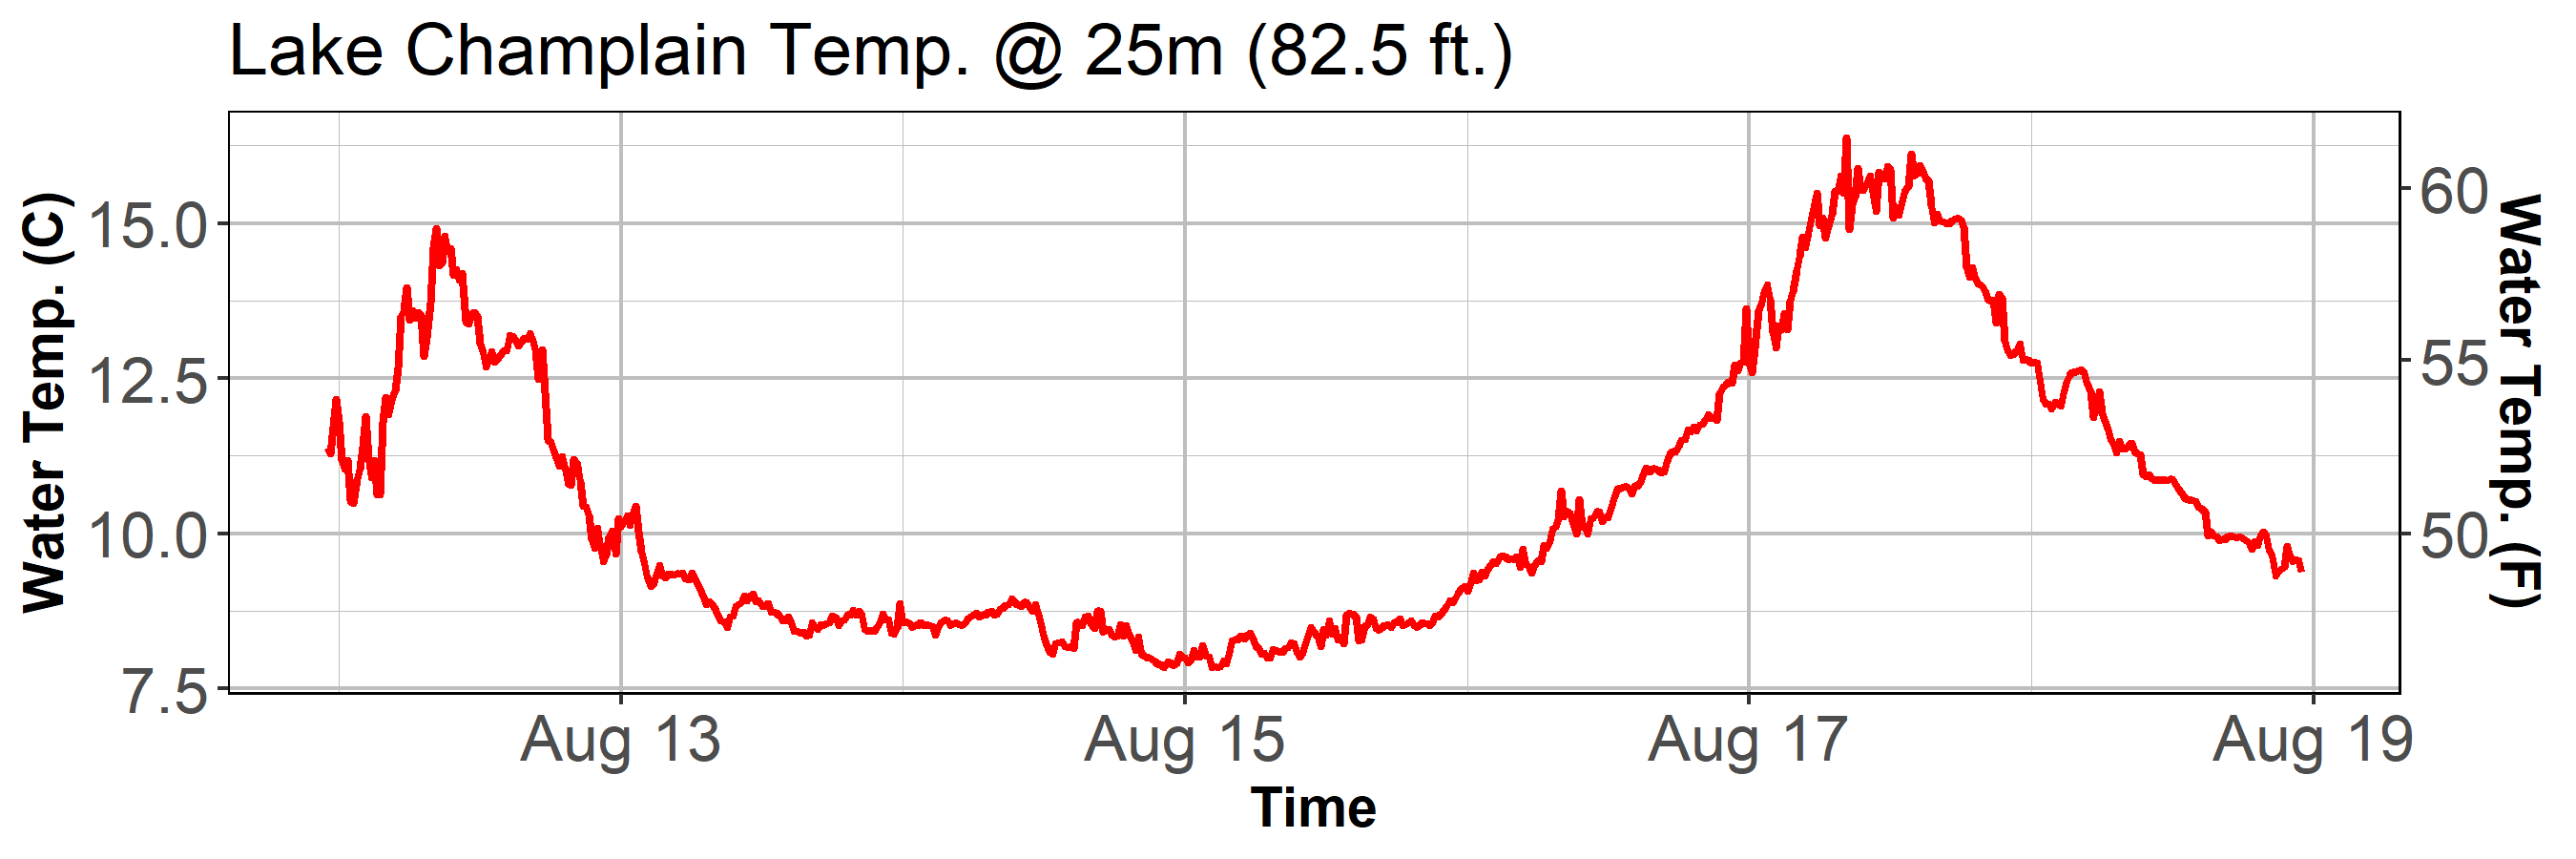 Lake Champlain Temp. @ 25m (82.5 ft.)
Water Temp. (C)
15.0
12.5
10.0
7.5
60
55
50
Water Temp. (F)
Aug 13
Aug 15
Aug 17
Aug 19
Time